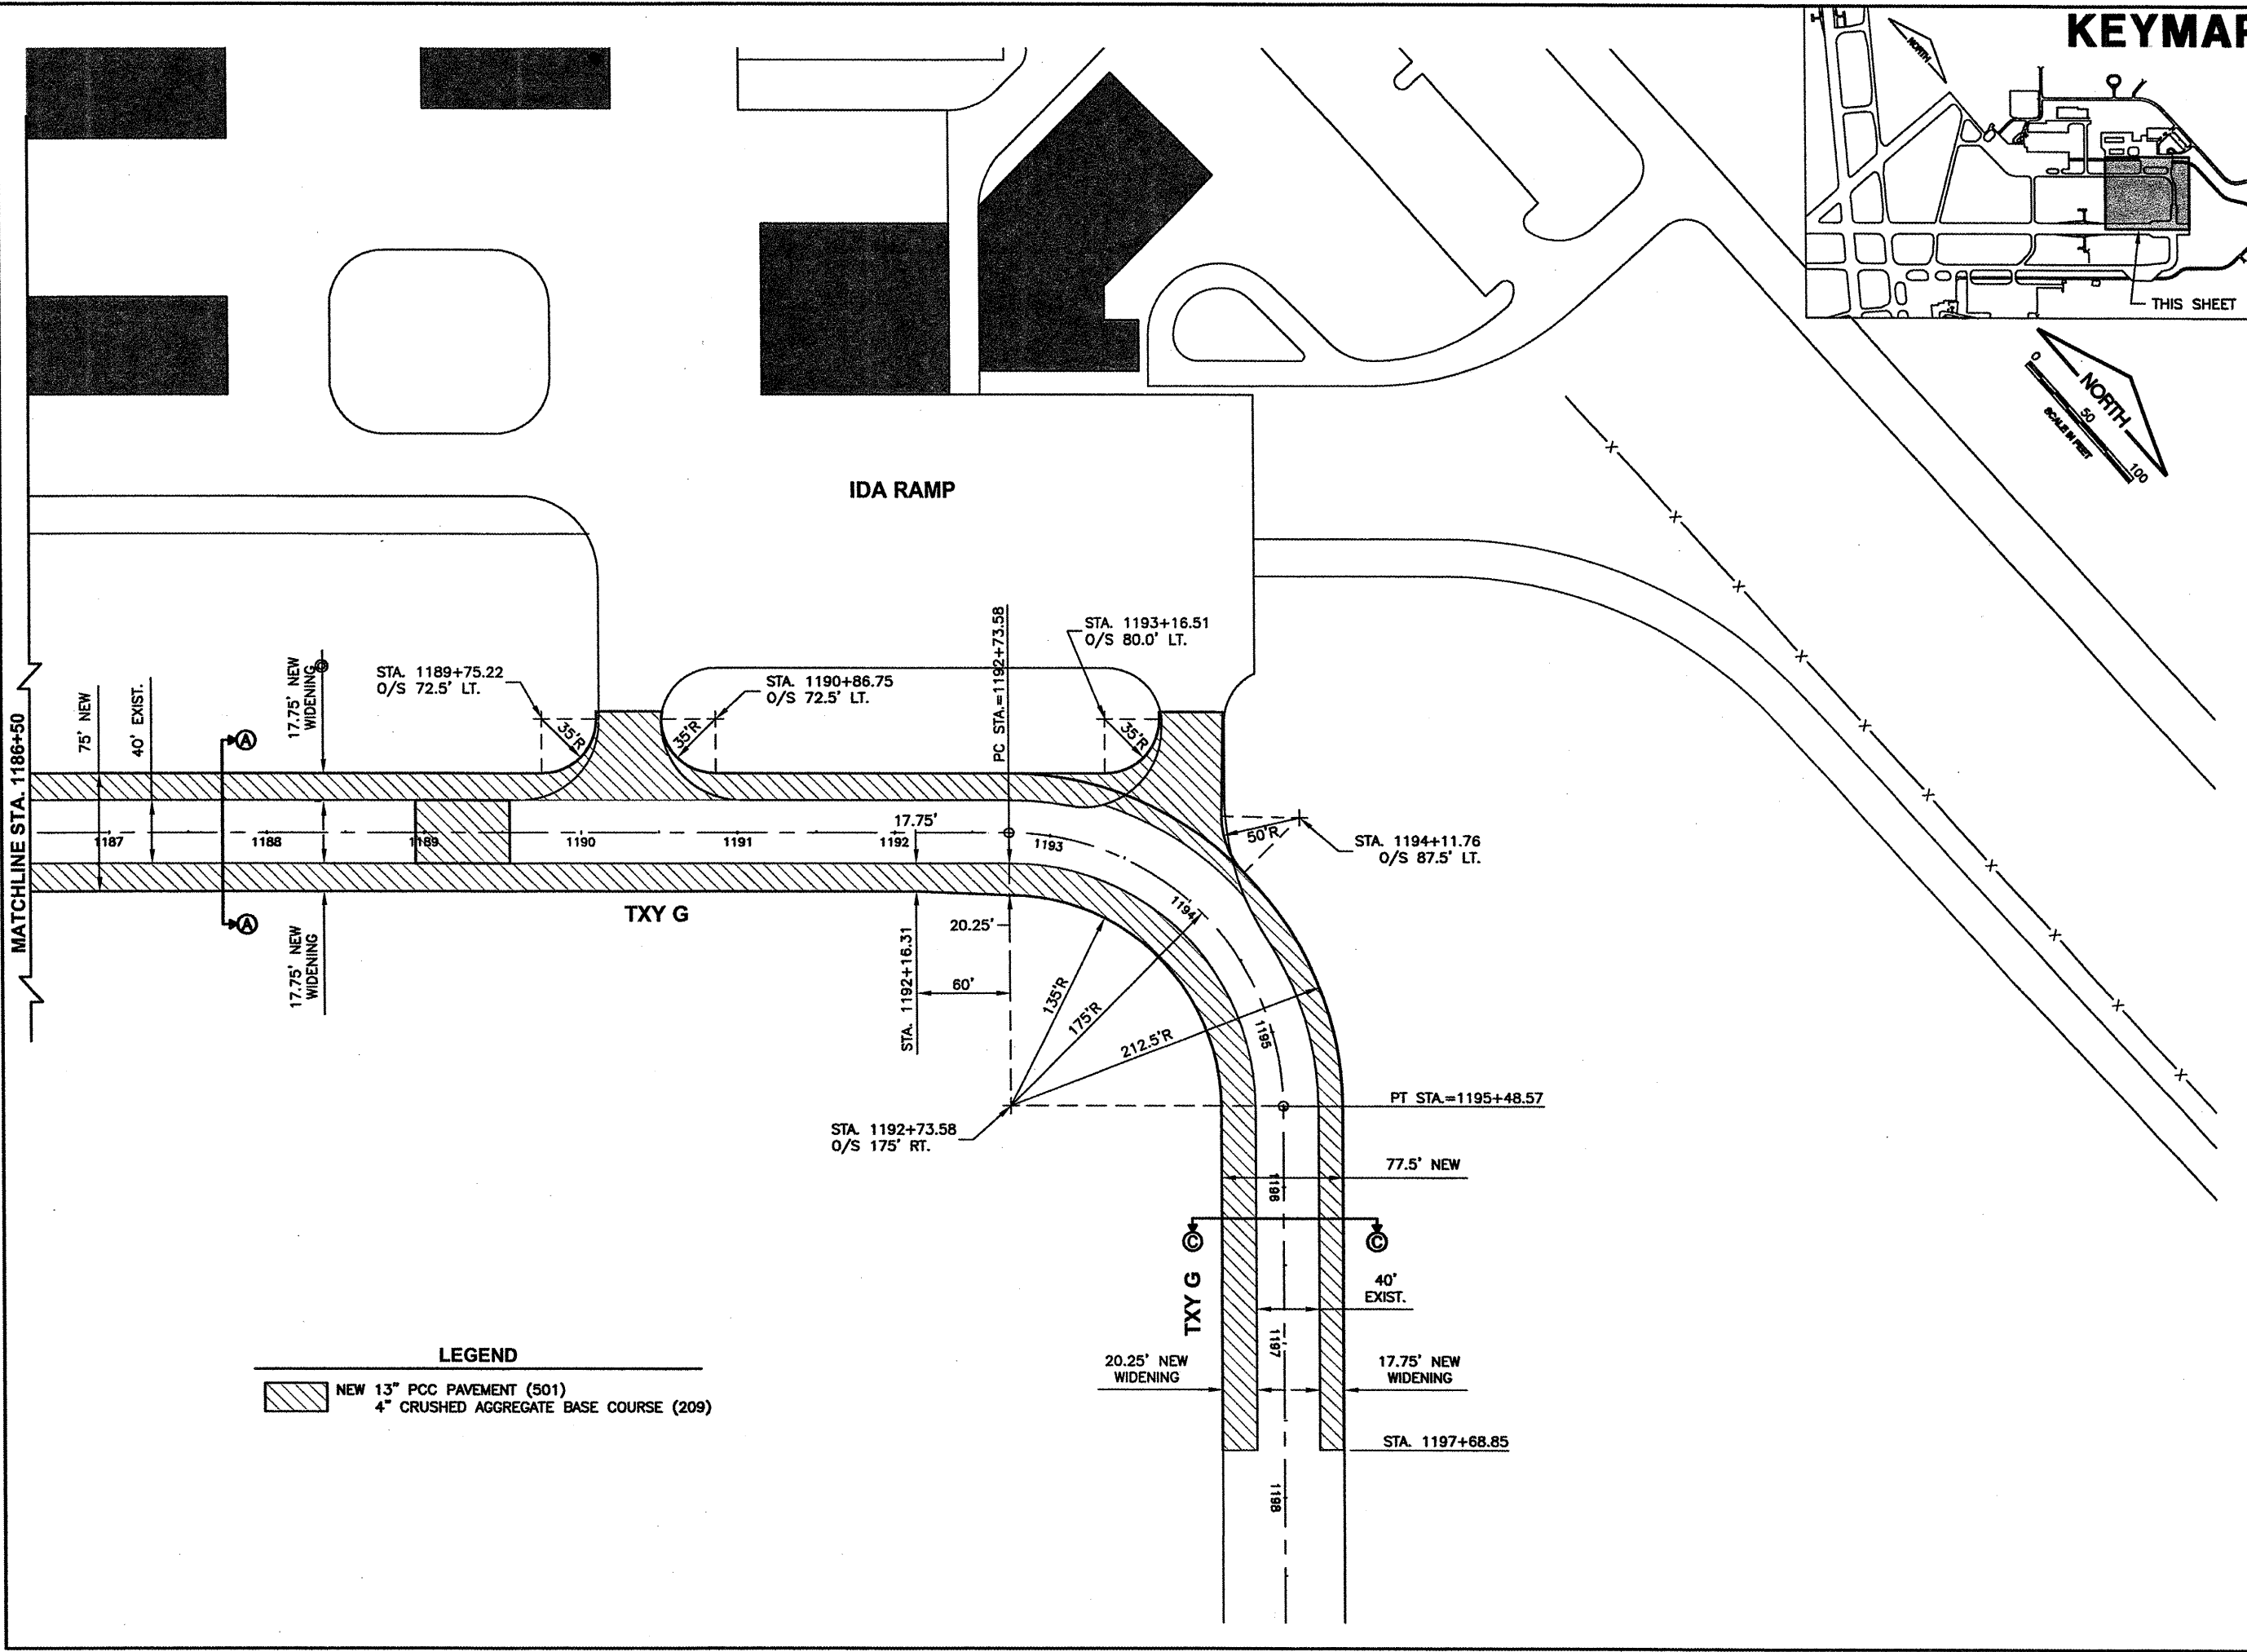 KEYMAP
NORTH
THIS SHEET
NORTH
0
50
100
SCALE IN FEET
IDA RAMP
MATCHLINE STA. 1186+50
75' NEW
40' EXIST.
17.75' NEW
WIDENING
STA. 1189+75.22
O/S 72.5' LT.
35'R
STA. 1190+86.75
O/S 72.5' LT.
35'R
PC STA.=1192+73.58
STA. 1193+16.51
O/S 80.0' LT.
35'R
50'R
STA. 1194+11.76
O/S 87.5' LT.
A
A
1187
1188
1189
1190
1191
1192
1193
1194
1195
1196
1197
1198
17.75'
TXY G
17.75' NEW
WIDENING
20.25'
60'
STA. 1192+16.31
135'R
175'R
212.5'R
STA. 1192+73.58
O/S 175' RT.
PT STA.=1195+48.57
77.5' NEW
C
C
TXY G
40'
EXIST.
20.25' NEW
WIDENING
17.75' NEW
WIDENING
STA. 1197+68.85
LEGEND
NEW 13" PCC PAVEMENT (501)
4" CRUSHED AGGREGATE BASE COURSE (209)